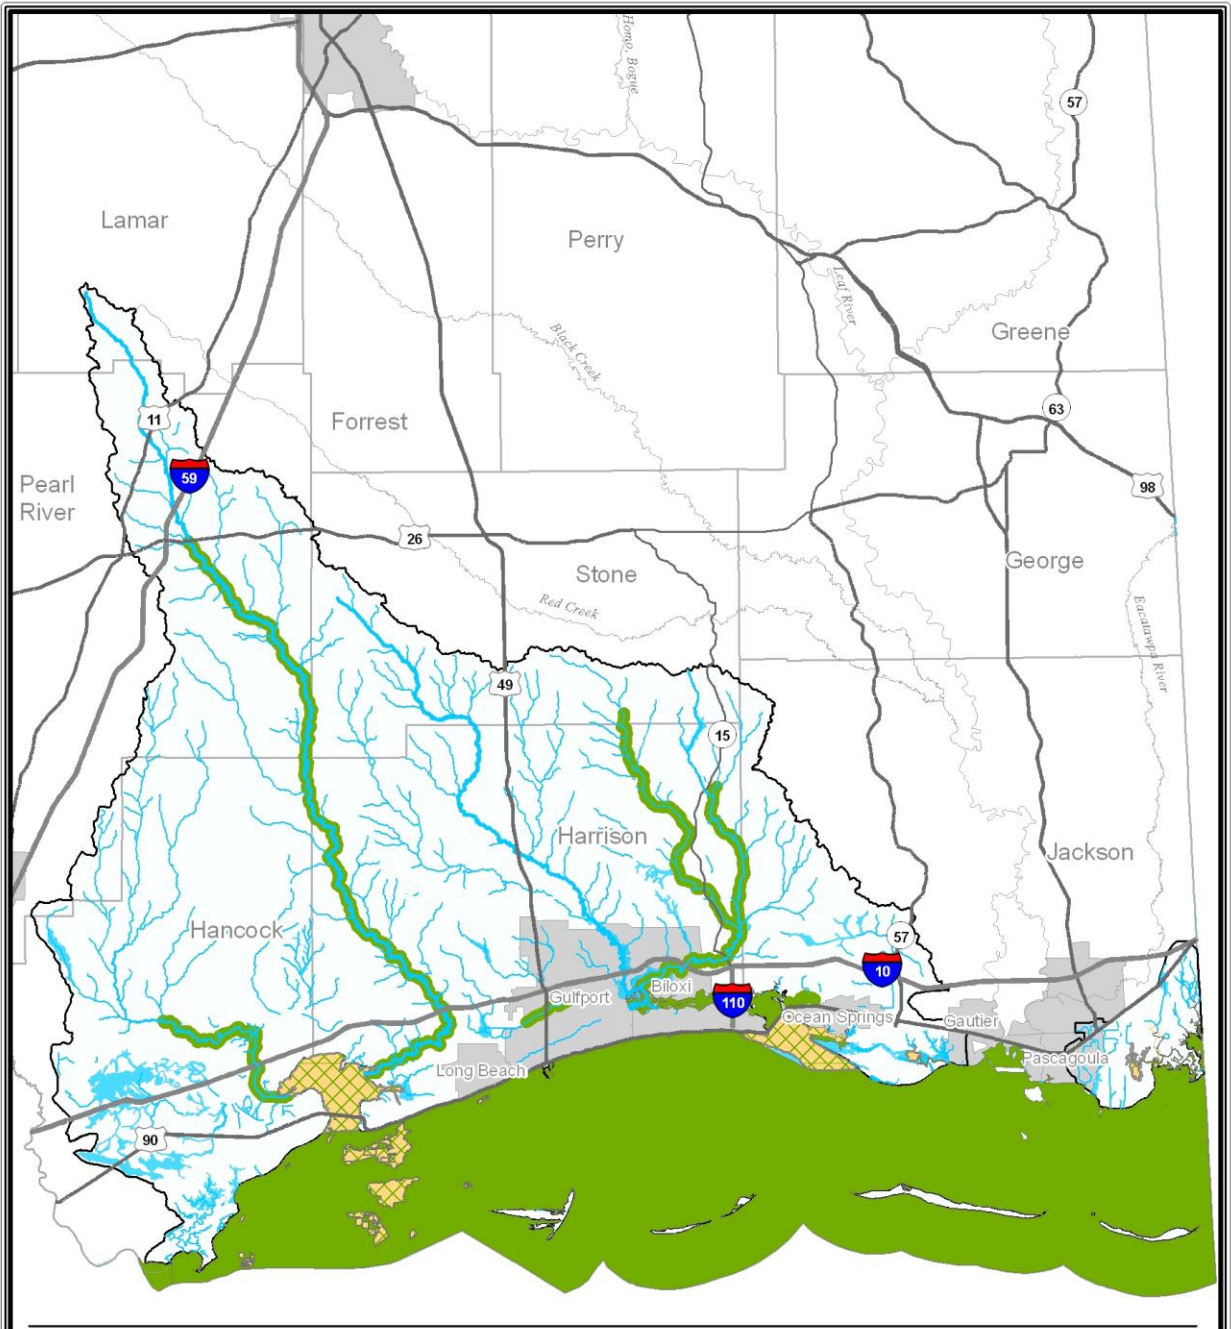 Homo, Bogue
57
Lamar
Perry
Leaf River
Greene
Black Creek
11
Forrest
63
59
Pearl
River
98
26
Stone
George
Red Creek
Eacatawpa River
49
15
Harrison
Jackson
Hancock
57
10
Biloxi
Gulfport
110
Ocean Springs
Gautier
Long Beach
Pascagoula
90